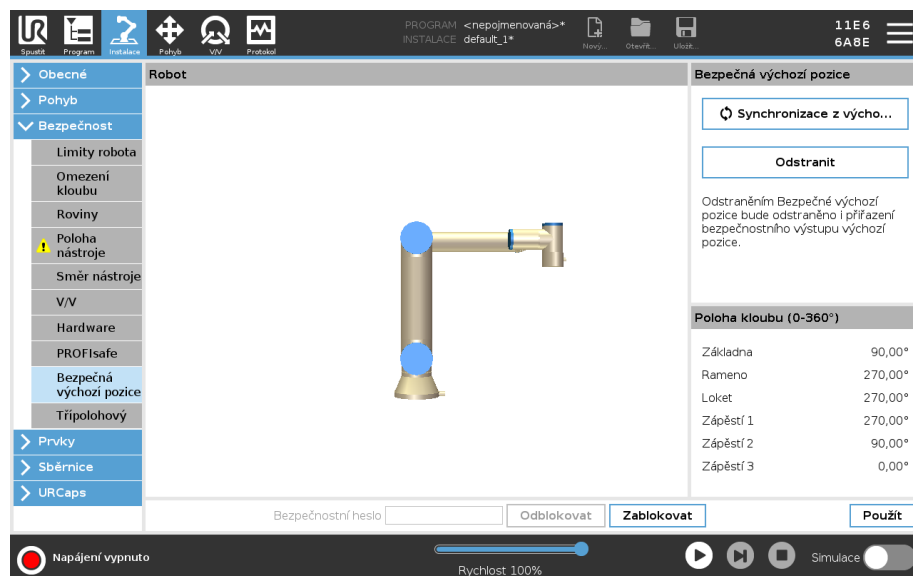 PROGRAM <nepojmenovaná>*
INSTALACE default_1*
11E6
6A8E
Spustit
Program
Instalace
Pohyb
V/V
Protokol
Nový...
Otevřít...
Uložit...
Obecné
Pohyb
Bezpečnost
Limity robota
Omezení
kloubu
Roviny
Poloha
nástroje
Směr nástroje
V/V
Hardware
PROFIsafe
Bezpečná
výchozí pozice
Třípolohový
Prvky
Sběrnice
URCaps
Robot
Bezpečná výchozí pozice
Synchronizace z výcho...
Odstranit
Odstraněním Bezpečné výchozí
pozice bude odstraněno i přiřazení
bezpečnostního výstupu výchozí
pozice.
Poloha kloubu (0-360°)
Základna 90,00°
Rameno 270,00°
Loket 270,00°
Zápěstí 1 270,00°
Zápěstí 2 90,00°
Zápěstí 3 0,00°
Bezpečnostní heslo
Odblokovat
Zablokovat
Použít
Napájení vypnuto
Rychlost 100%
Simulace